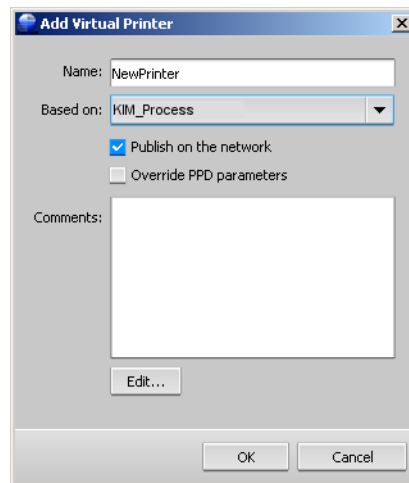 Add Virtual Printer
Name: NewPrinter
Based on: KIM_Process
Publish on the network
Override PPD parameters
Comments:
Edit...
OK Cancel